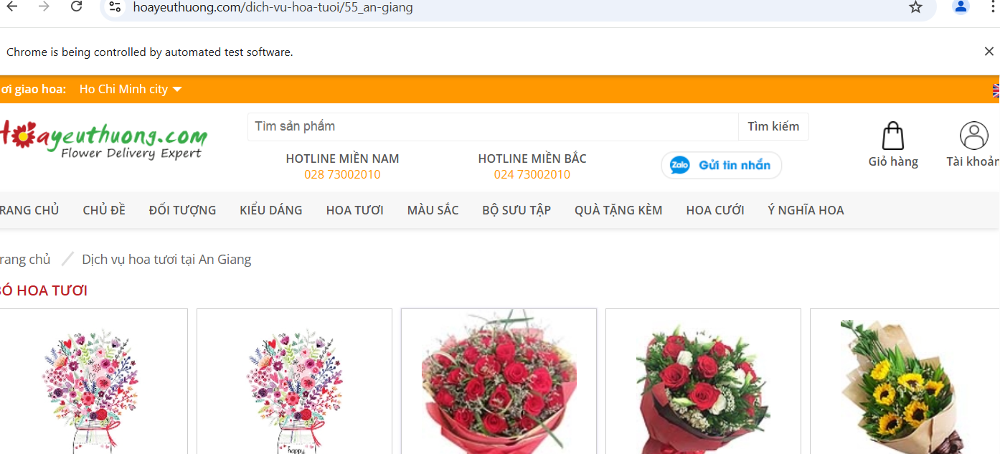 hoayeuthuong.com/dich-vu-hoa-tuoi/55_an-giang
Chrome is being controlled by automated test software.
ơi giao hoa: Ho Chi Minh city
Hoayeuthuong.com
Flower Delivery Expert
Tìm sản phẩm
Tìm kiếm
HOTLINE MIỀN NAM
028 73002010
HOTLINE MIỀN BẮC
024 73002010
Zalo Gửi tin nhắn
Giỏ hàng
Tài khoản
RANG CHỦ CHỦ ĐỀ ĐỐI TƯỢNG KIỂU DÁNG HOA TƯƠI MÀU SẮC BỘ SƯU TẬP QUÀ TẶNG KÈM HOA CƯỚI Ý NGHĨA HOA
rang chủ / Dịch vụ hoa tươi tại An Giang
BÓ HOA TƯƠI
happy